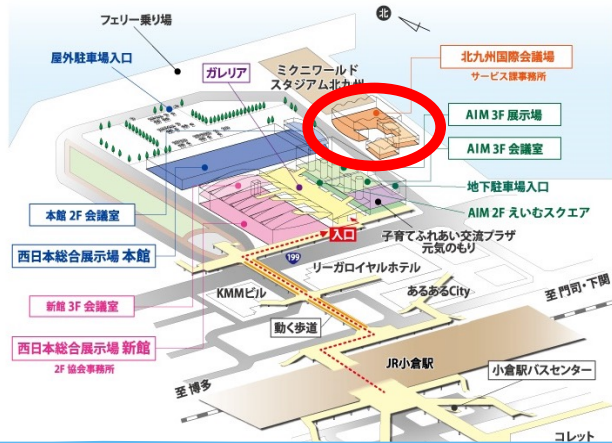 北
フェリー乗り場
屋外駐車場入口
ガレリア
ミクニワールド
スタジアム北九州
北九州国際会議場
サービス課事務所
AIM 3F 展示場
AIM 3F 会議室
地下駐車場入口
AIM 2F えいむスクエア
本館 2F 会議室
西日本総合展示場 本館
入口
子育てふれあい交流プラザ
元気のもり
199
リーガロイヤルホテル
KMMビル
あるあるCity
新館 3F 会議室
動く歩道
至 門司・下関
西日本総合展示場 新館
2F 協会事務所
JR小倉駅
小倉駅バスセンター
至 博多
コレット